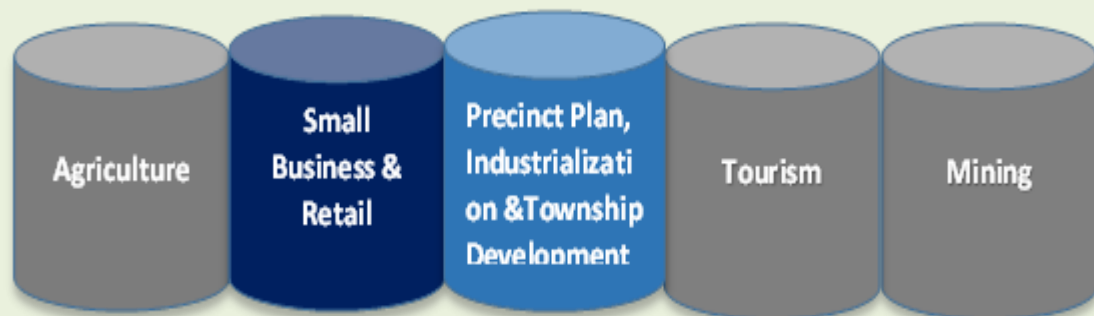 Agriculture
Small
Business &
Retail
Precinct Plan,
Industrializati
on &Township
Development
Tourism
Mining